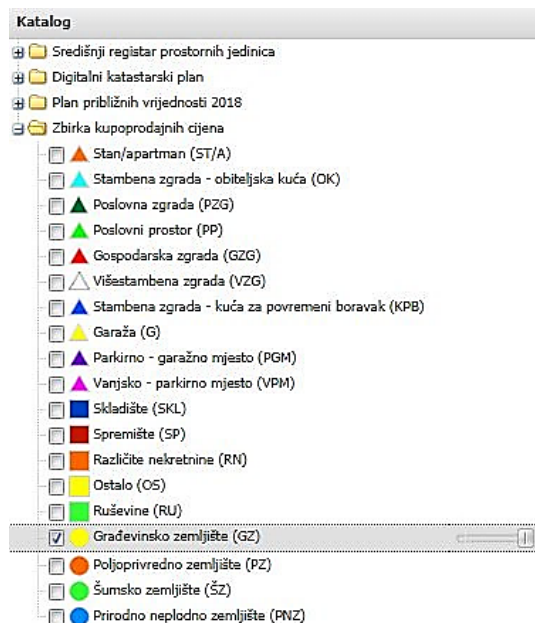 Katalog
Središnji registar prostornih jedinica
Digitalni katastarski plan
Plan približnih vrijednosti 2018
Zbirka kupoprodajnih cijena
Stan/apartman (ST/A)
Stambena zgrada - obiteljska kuća (OK)
Poslovna zgrada (PZG)
Poslovni prostor (PP)
Gospodarska zgrada (GZG)
Višestambena zgrada (VZG)
Stambena zgrada - kuća za povremeni boravak (KPB)
Garaža (G)
Parkirno - garažno mjesto (PGM)
Vanjsko - parkirno mjesto (VPM)
Skladište (SKL)
Spremište (SP)
Različite nekretnine (RN)
Ostalo (OS)
Ruševine (RU)
Građevinsko zemljište (GZ)
Poljoprivredno zemljište (PZ)
Šumsko zemljište (ŠZ)
Prirodno neplodno zemljište (PNZ)